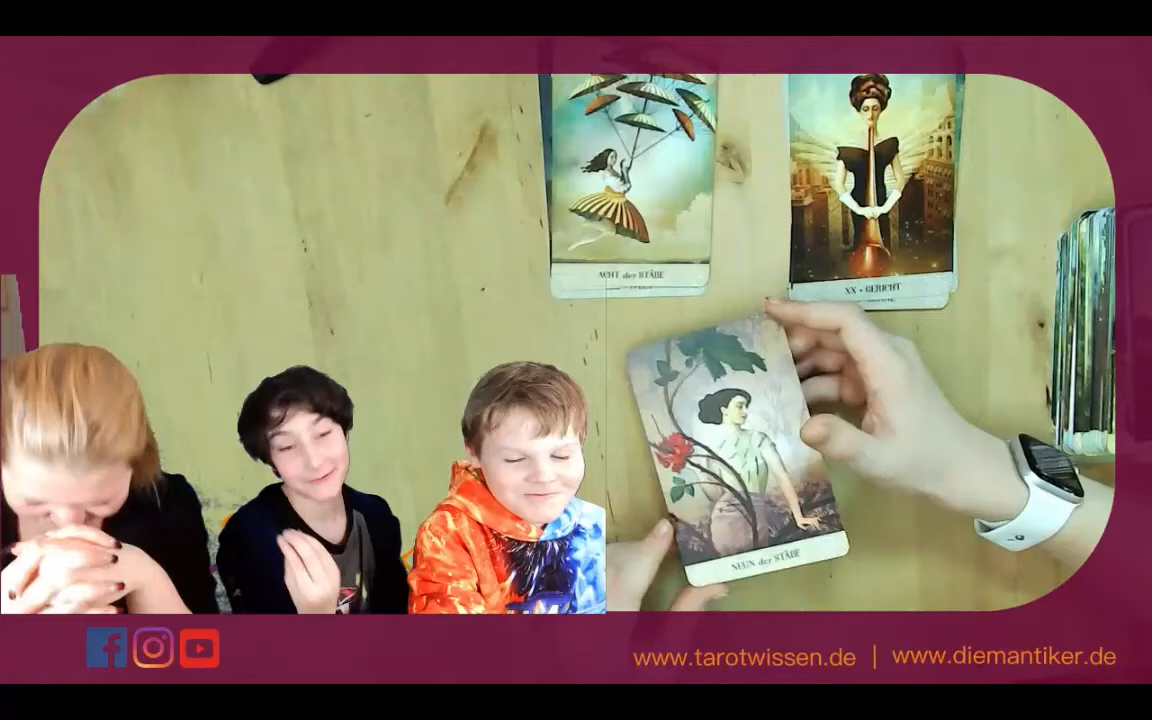 ACHT der STÄBE
XX • GERICHT
NEUN der STÄBE
www.tarotwissen.de | www.diemantiker.de